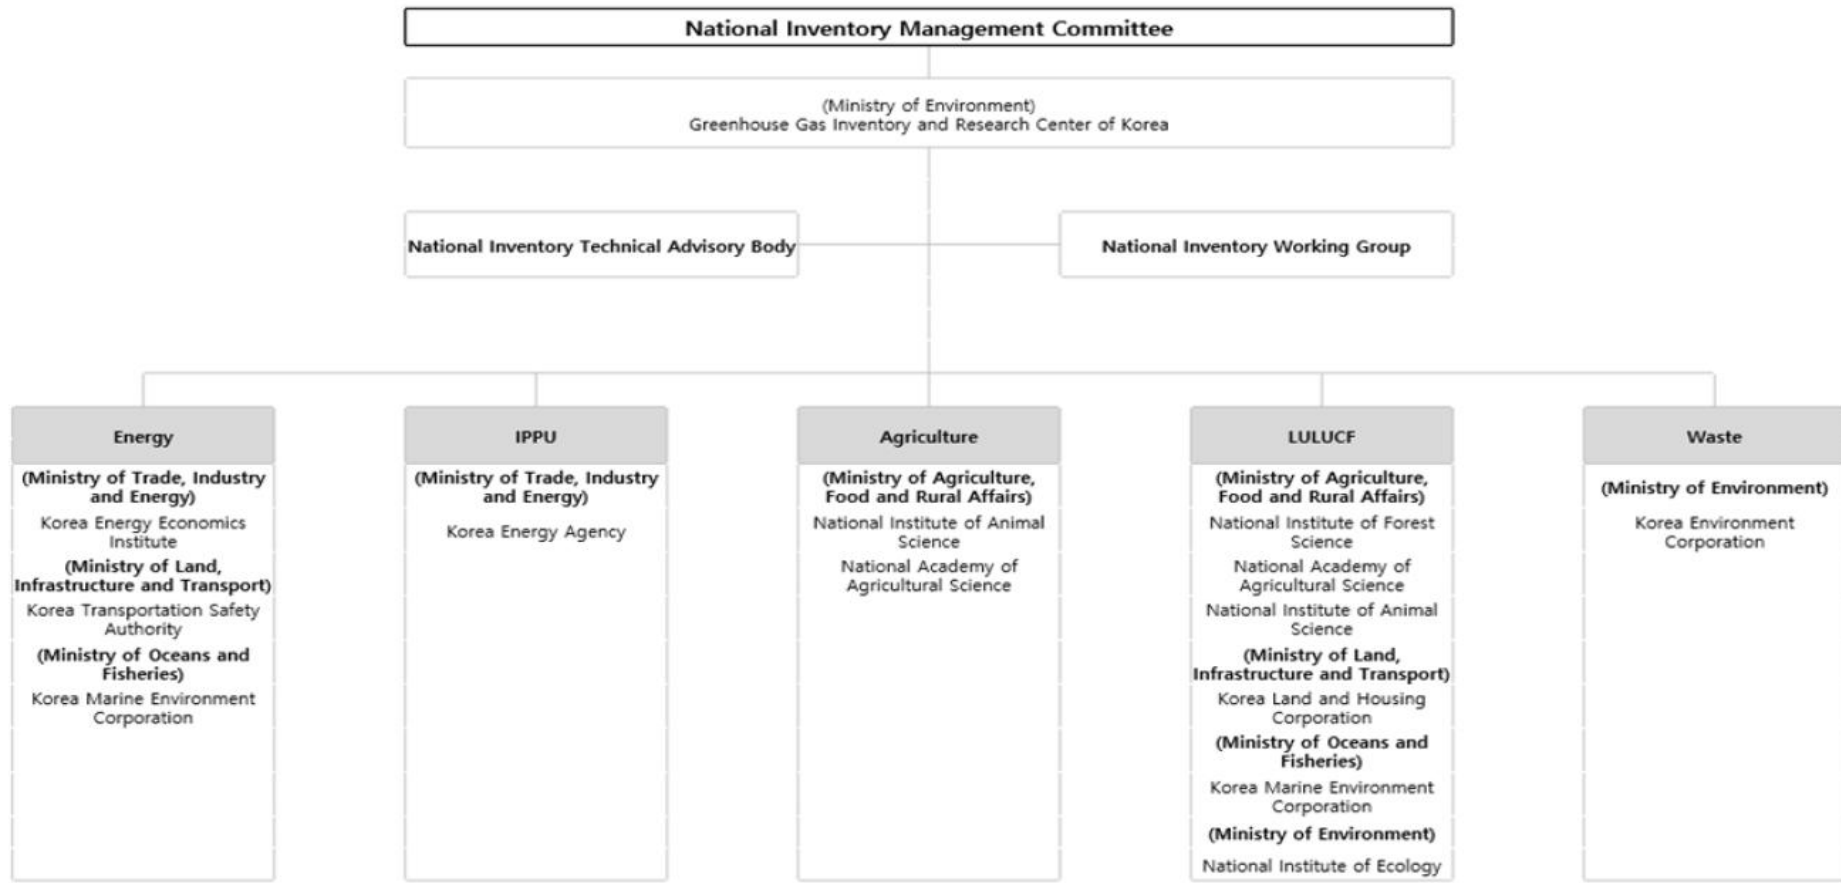 National Inventory Management Committee
(Ministry of Environment)
Greenhouse Gas Inventory and Research Center of Korea
National Inventory Technical Advisory Body
National Inventory Working Group
Energy
(Ministry of Trade, Industry
and Energy)
Korea Energy Economics
Institute
(Ministry of Land,
Infrastructure and Transport)
Korea Transportation Safety
Authority
(Ministry of Oceans and
Fisheries)
Korea Marine Environment
Corporation
IPPU
(Ministry of Trade, Industry
and Energy)
Korea Energy Agency
Agriculture
(Ministry of Agriculture,
Food and Rural Affairs)
National Institute of Animal
Science
National Academy of
Agricultural Science
LULUCF
(Ministry of Agriculture,
Food and Rural Affairs)
National Institute of Forest
Science
National Academy of
Agricultural Science
National Institute of Animal
Science
(Ministry of Land,
Infrastructure and Transport)
Korea Land and Housing
Corporation
(Ministry of Oceans and
Fisheries)
Korea Marine Environment
Corporation
(Ministry of Environment)
National Institute of Ecology
Waste
(Ministry of Environment)
Korea Environment
Corporation